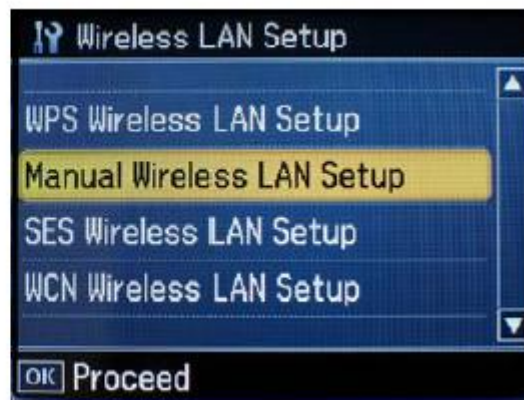 Wireless LAN Setup
WPS Wireless LAN Setup
Manual Wireless LAN Setup
SES Wireless LAN Setup
WCN Wireless LAN Setup
OK Proceed